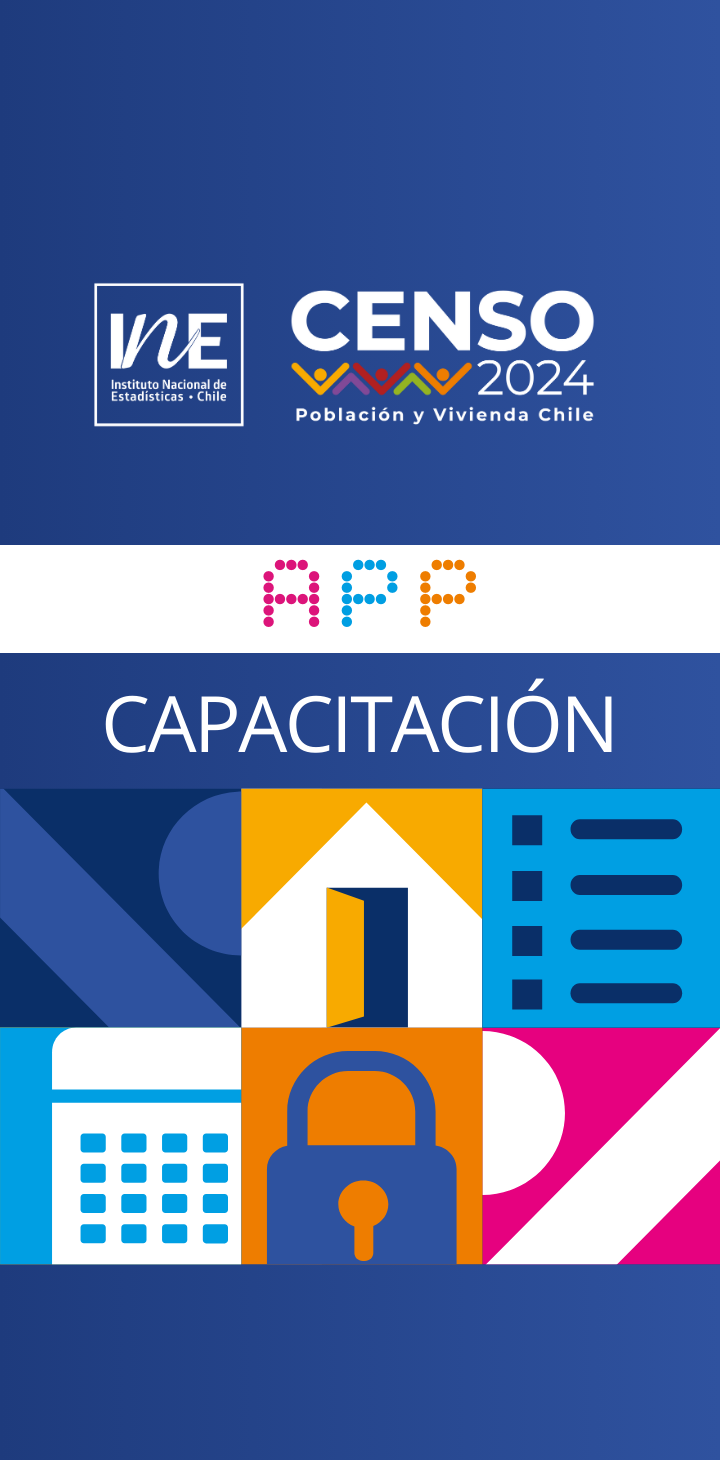 INE
Instituto Nacional de
Estadísticas • Chile
CENSO
2024
Población y Vivienda Chile
APP
CAPACITACIÓN